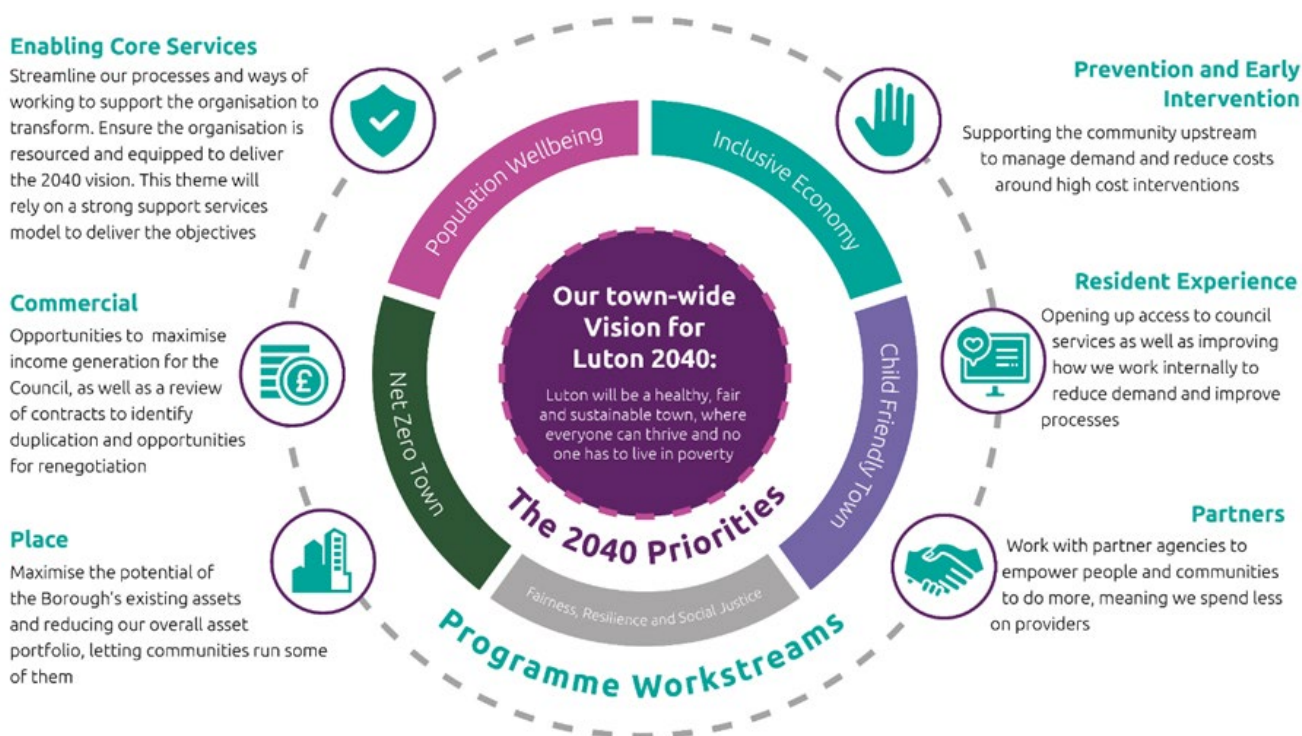 Enabling Core Services
Streamline our processes and ways of
working to support the organisation to
transform. Ensure the organisation is
resourced and equipped to deliver
the 2040 vision. This theme will
rely on a strong support services
model to deliver the objectives
Commercial
Opportunities to maximise
income generation for the
Council, as well as a review
of contracts to identify
duplication and opportunities
for renegotiation
Place
Maximise the potential of
the Borough's existing assets
and reducing our overall asset
portfolio, letting communities run some
of them
Population Wellbeing
Inclusive Economy
Net Zero Town
Child Friendly Town
Fairness, Resilience and Social Justice
Our town-wide
Vision for
Luton 2040:
Luton will be a healthy, fair
and sustainable town, where
everyone can thrive and no
one has to live in poverty
The 2040 Priorities
Programme Workstreams
Prevention and Early
Intervention
Supporting the community upstream
to manage demand and reduce costs
around high cost interventions
Resident Experience
Opening up access to council
services as well as improving
how we work internally to
reduce demand and improve
processes
Partners
Work with partner agencies to
empower people and communities
to do more, meaning we spend less
on providers
£